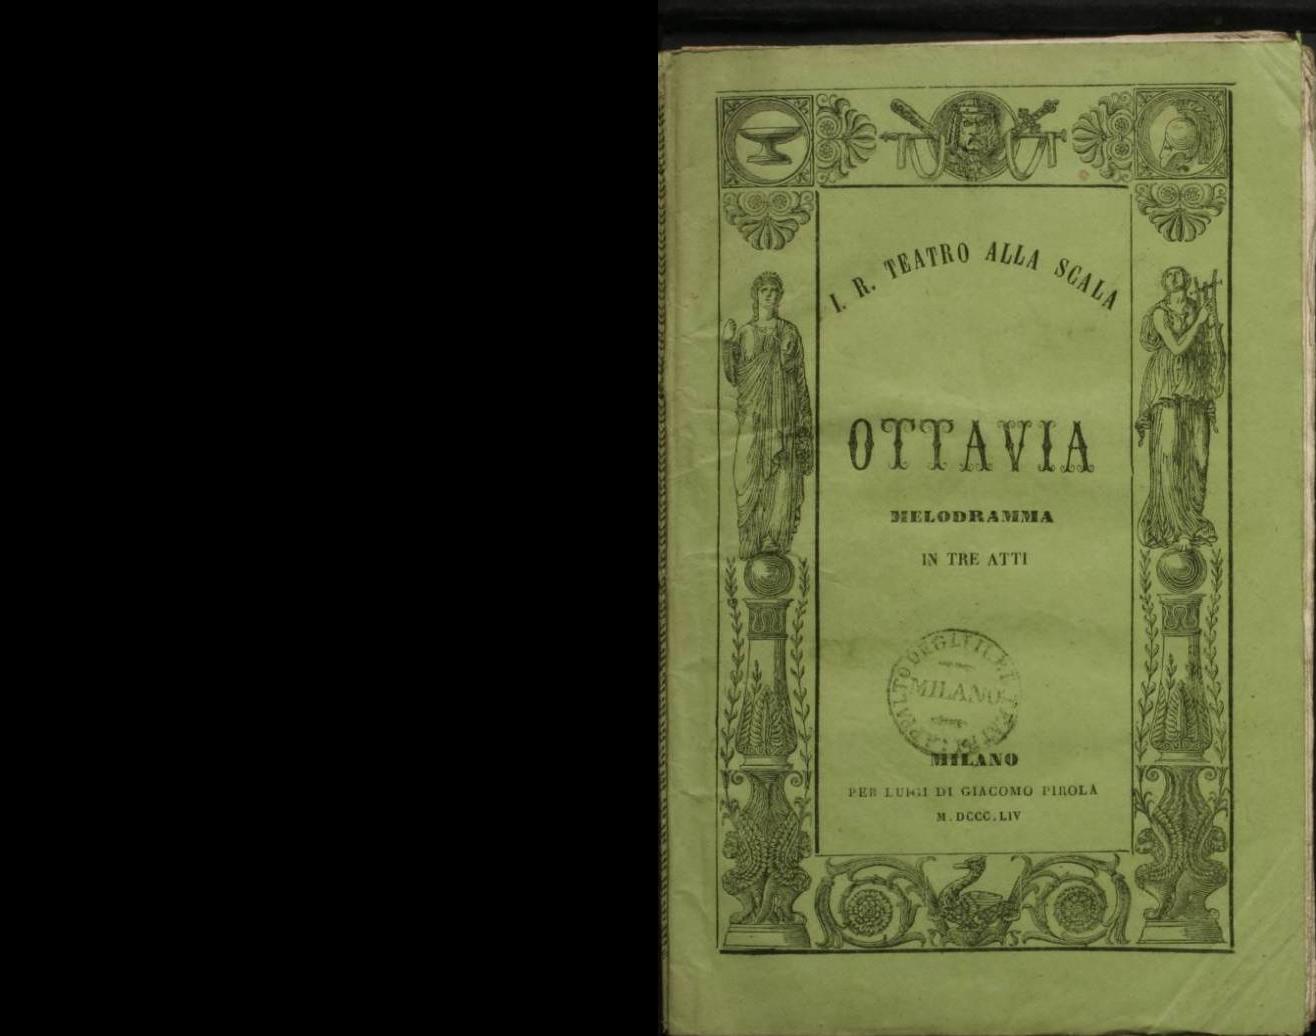 I. R. TEATRO ALLA SCALA
OTTAVIA
MELODRAMMA
IN TRE ATTI
MILANO
MILANO
PER LUIGI DI GIACOMO PIROLA
M.DCCC.LIV